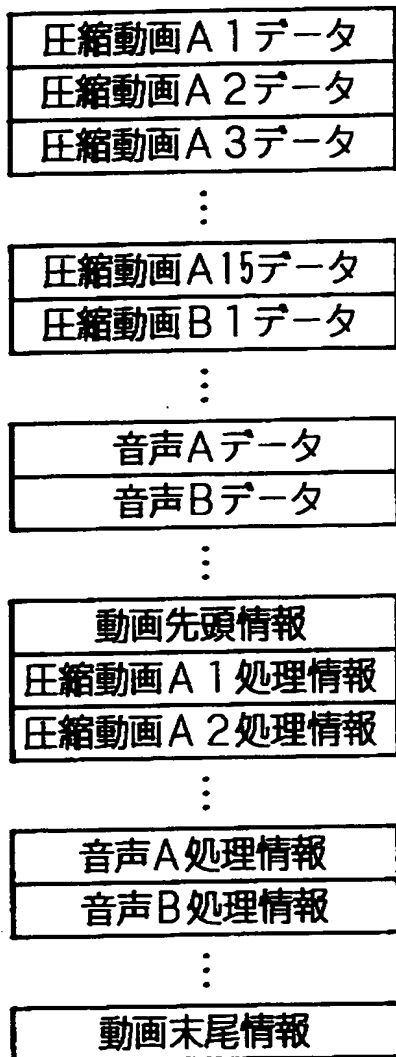 圧縮動画A1データ
圧縮動画A2データ
圧縮動画A3データ
⋮
圧縮動画A15データ
圧縮動画B1データ
⋮
音声Aデータ
音声Bデータ
⋮
動画先頭情報
圧縮動画A1処理情報
圧縮動画A2処理情報
⋮
音声A処理情報
音声B処理情報
⋮
動画末尾情報